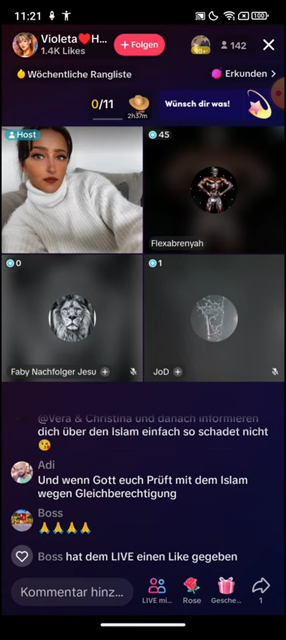 11:21
100
Violeta❤️H...
1.4K Likes
+ Folgen
142
Wöchentliche Rangliste
Erkunden >
0/11
2h37m
Wünsch dir was!
Host
45
Flexabrenyah
0
1
Faby Nachfolger Jesu
JoD
@Vera & Christina und danach informieren
dich über den Islam einfach so schadet nicht
😘
Adi
Und wenn Gott euch Prüft mit dem Islam
wegen Gleichberechtigung
Boss
🙏🙏🙏🙏
Boss hat dem LIVE einen Like gegeben
Kommentar hinz...
LIVE mi...
Rose
Gesche...
1